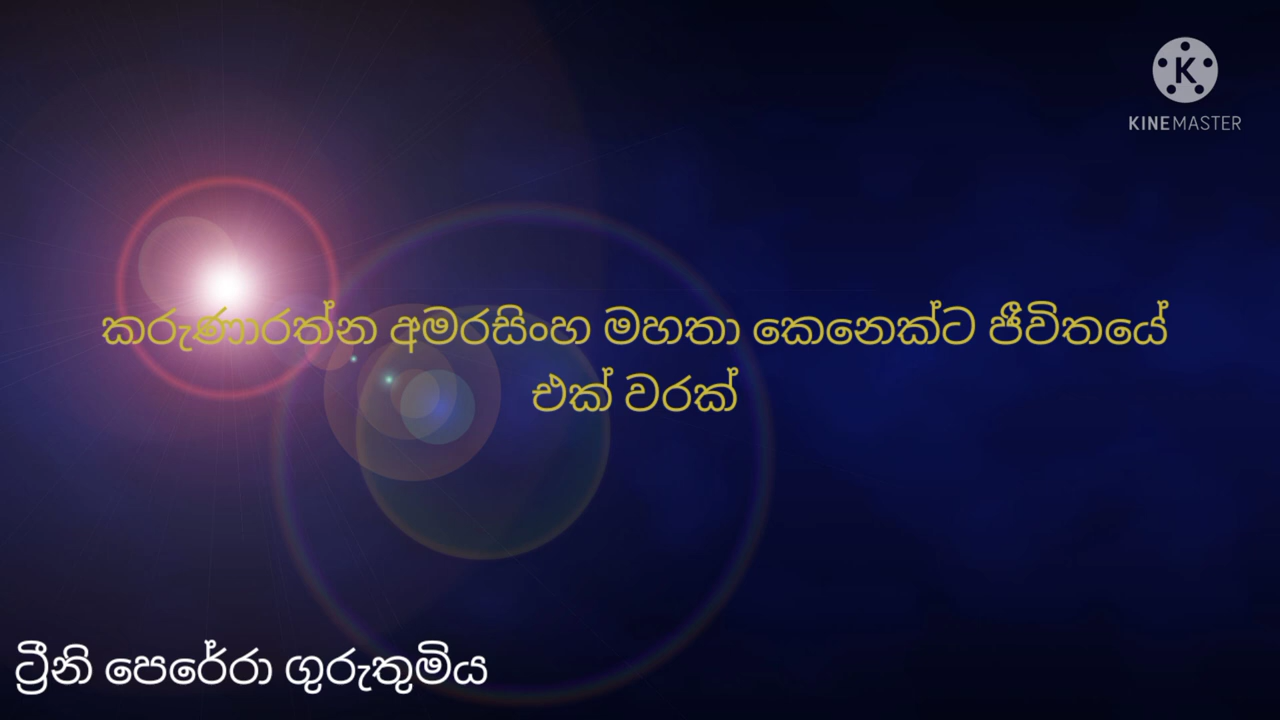 KINEMASTER
කරුණාරත්න අමරසිංහ මහතා කෙනෙක්ට ජීවිතයේ
එක් වරක්
ට්‍රීනි පෙරේරා ගුරුතුමිය